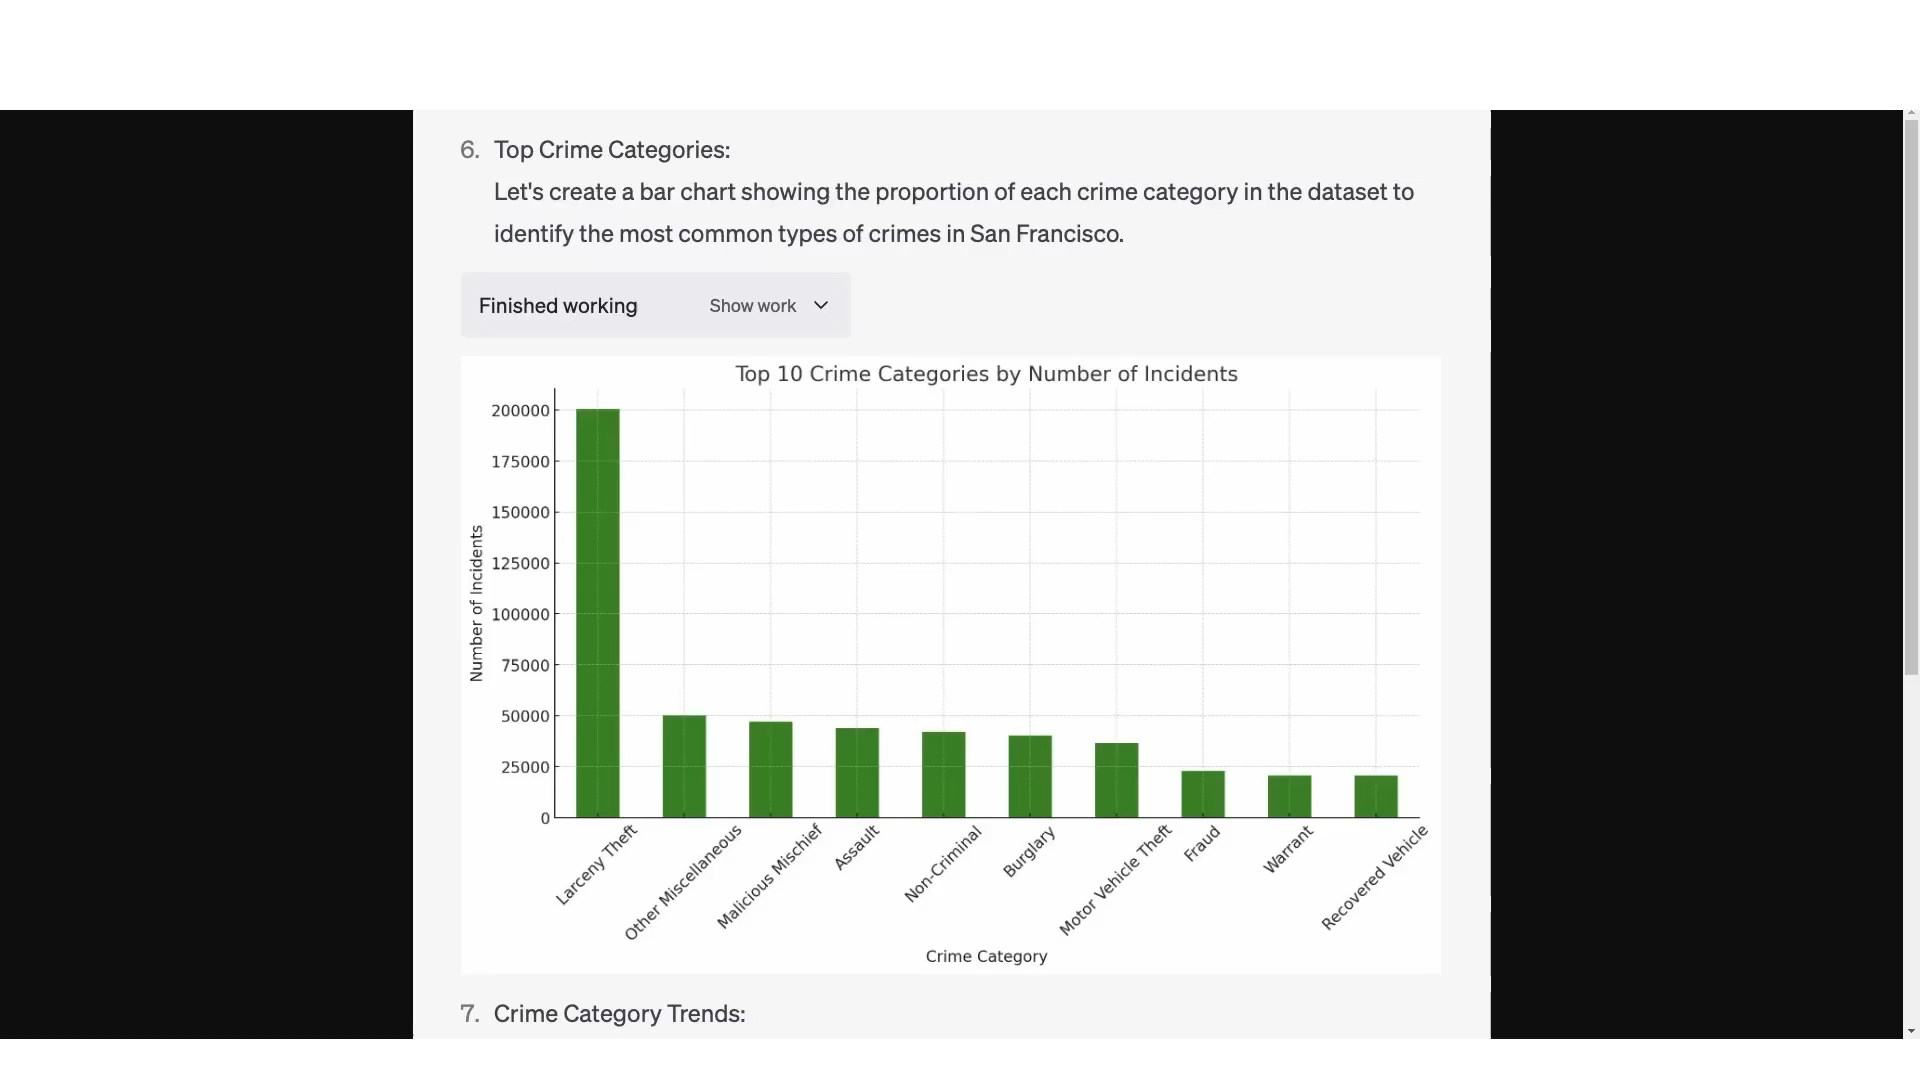 6. Top Crime Categories:
Let's create a bar chart showing the proportion of each crime category in the dataset to
identify the most common types of crimes in San Francisco.
Finished working Show work
Top 10 Crime Categories by Number of Incidents
Number of Incidents
200000
175000
150000
125000
100000
75000
50000
25000
0
Larceny Theft
Other Miscellaneous
Malicious Mischief
Assault
Non-Criminal
Burglary
Motor Vehicle Theft
Fraud
Warrant
Recovered Vehicle
Crime Category
7. Crime Category Trends: